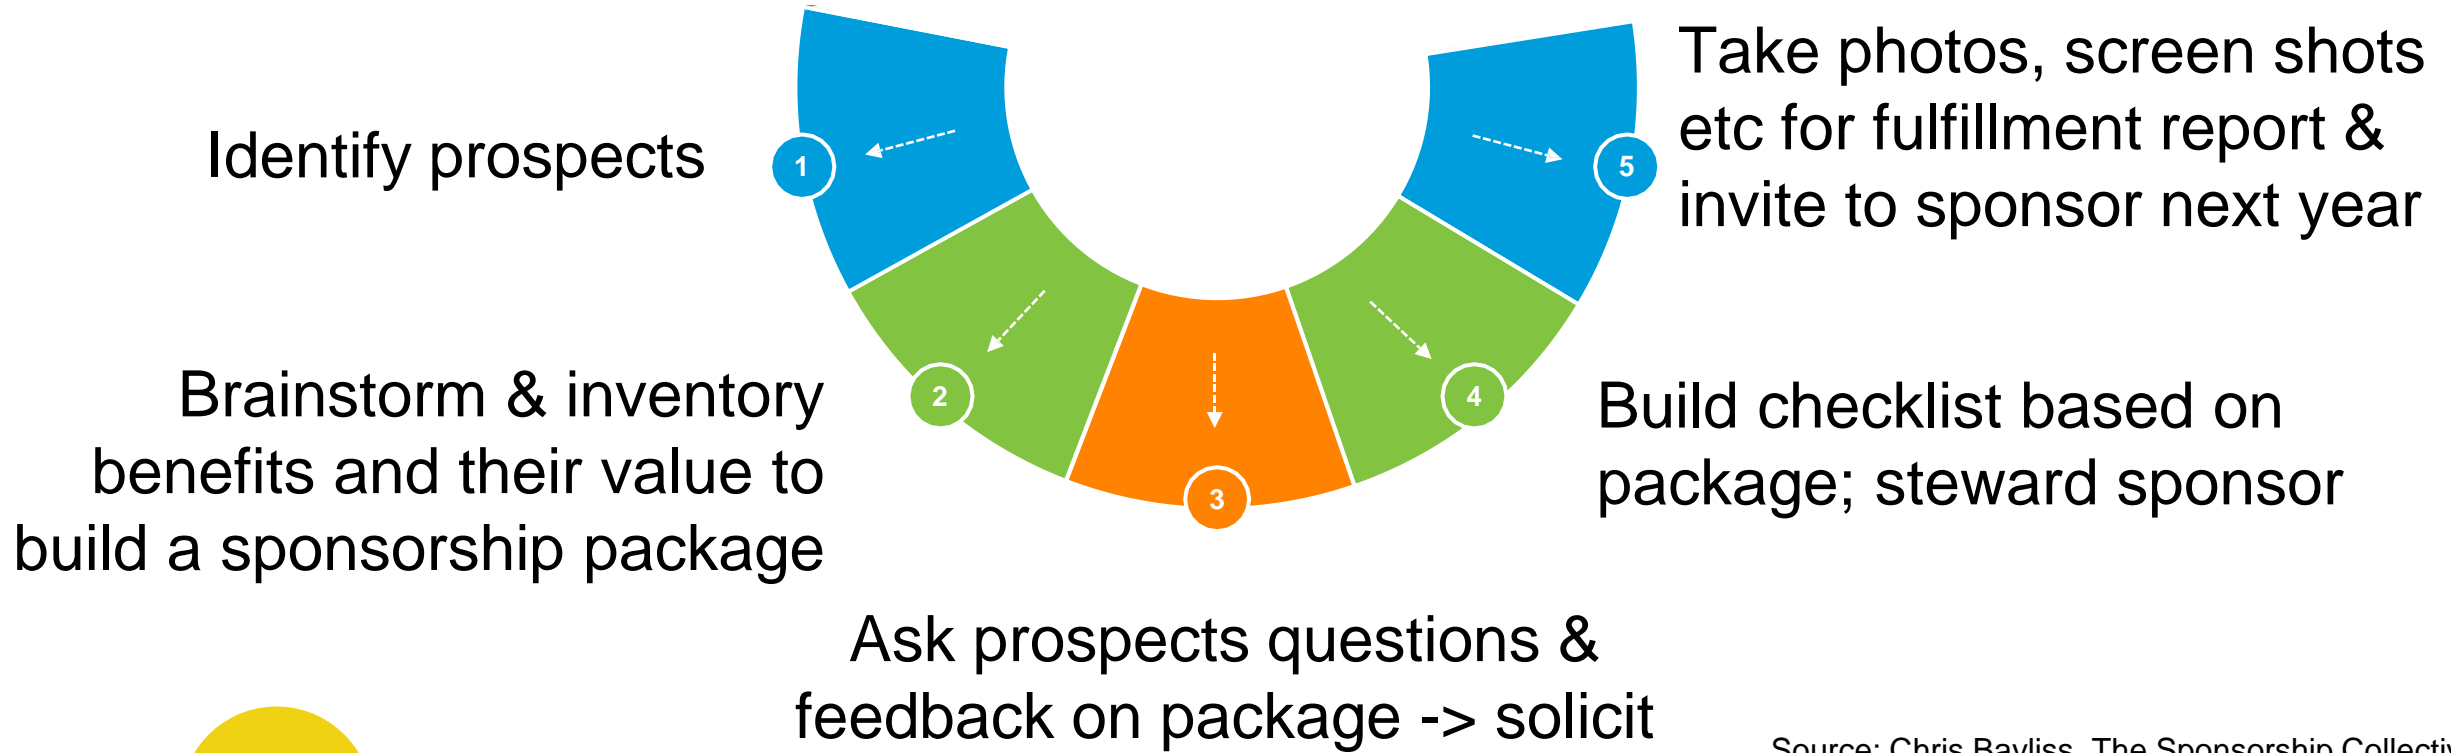 Identify prospects
1
Brainstorm & inventory
benefits and their value to
build a sponsorship package
2
Ask prospects questions &
feedback on package -> solicit
3
Build checklist based on
package; steward sponsor
4
Take photos, screen shots
etc for fulfillment report &
invite to sponsor next year
5
Source: Chris Bayliss, The Sponsorship